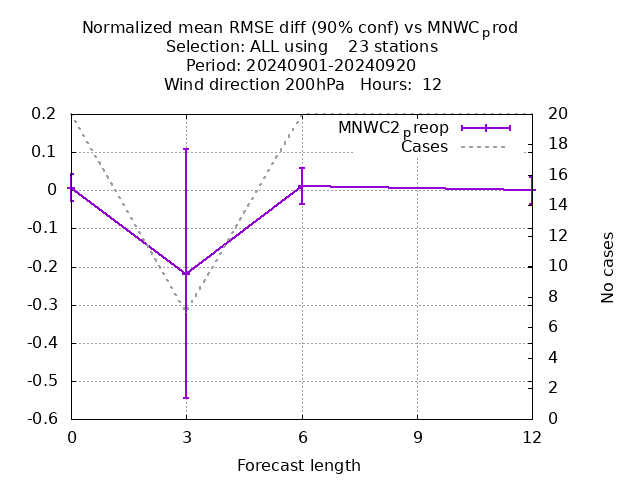 Normalized mean RMSE diff (90% conf) vs MNWCprod
Selection: ALL using    23 stations
Period: 20240901-20240920
Wind direction 200hPa   Hours:  12
0.2
0.1
0
-0.1
-0.2
-0.3
-0.4
-0.5
-0.6
MNWC2preop
Cases
20
18
16
14
12
10
8
6
4
2
0
No cases
0 3 6 9 12
Forecast length